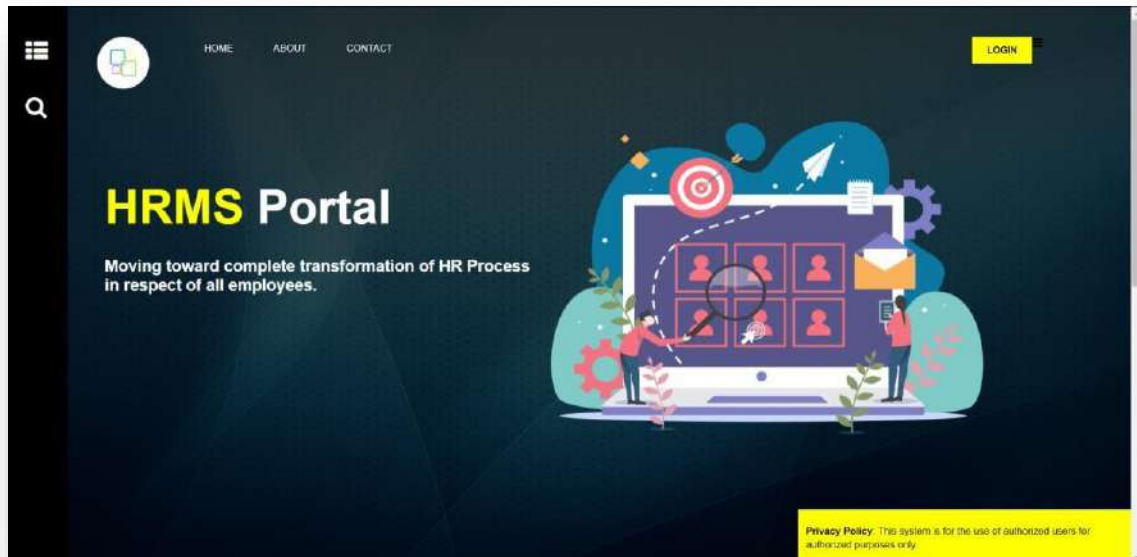 HOME ABOUT CONTACT
LOGIN
HRMS Portal
Moving toward complete transformation of HR Process
in respect of all employees.
Privacy Policy: This system is for the use of authorized users for
authorized purposes only.